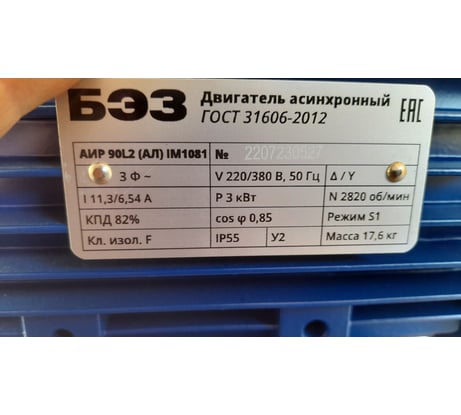 БЭЗ Двигатель асинхронный
ГОСТ 31606-2012
ЕАС
АИР 90L2 (АЛ) IM1081 № 2207230927
3 Ф ~ V 220/380 В, 50 Гц Δ / Y
I 11,3/6,54 А P 3 кВт N 2820 об/мин
КПД 82% cos φ 0,85 Режим S1
Кл. изол. F IP55 У2 Масса 17,6 кг